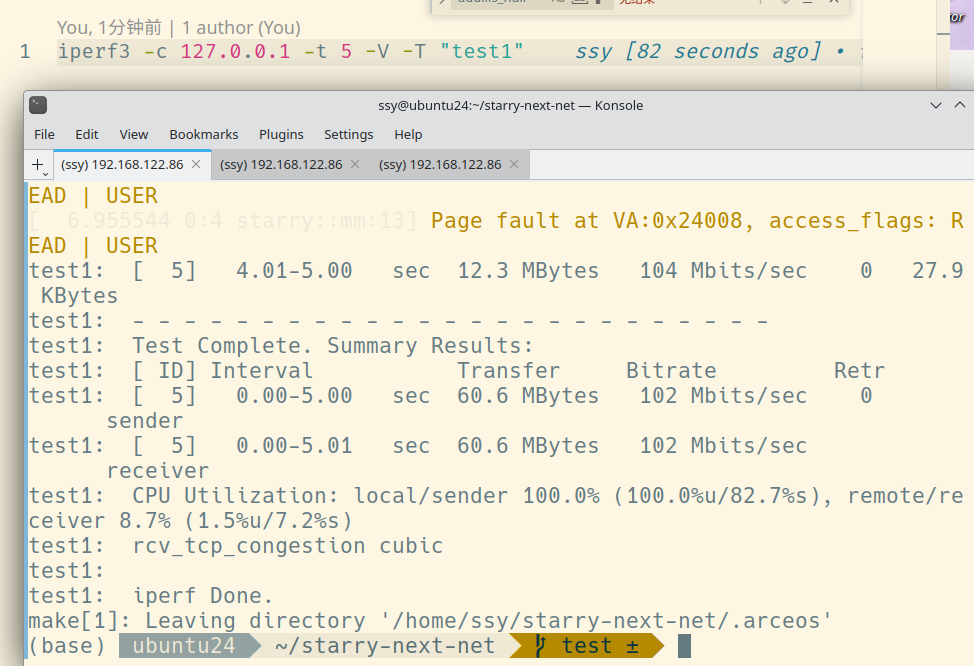 You, 1分钟前 | 1 author (You)
1 iperf3 -c 127.0.0.1 -t 5 -V -T "test1" ssy [82 seconds ago] •
ssy@ubuntu24:~/starry-next-net — Konsole
File Edit View Bookmarks Plugins Settings Help
(ssy) 192.168.122.86 (ssy) 192.168.122.86 (ssy) 192.168.122.86
EAD | USER
[ 6.955544 0:4 starry::mm:13] Page fault at VA:0x24008, access_flags: R
EAD | USER
test1: [ 5] 4.01-5.00 sec 12.3 MBytes 104 Mbits/sec 0 27.9
KBytes
test1: - - - - - - - - - - - - - - - - - - - - - - - - -
test1: Test Complete. Summary Results:
test1: [ ID] Interval Transfer Bitrate Retr
test1: [ 5] 0.00-5.00 sec 60.6 MBytes 102 Mbits/sec 0
sender
test1: [ 5] 0.00-5.01 sec 60.6 MBytes 102 Mbits/sec
receiver
test1: CPU Utilization: local/sender 100.0% (100.0%u/82.7%s), remote/re
ceiver 8.7% (1.5%u/7.2%s)
test1: rcv_tcp_congestion cubic
test1:
test1: iperf Done.
make[1]: Leaving directory '/home/ssy/starry-next-net/.arceos'
(base) ubuntu24 ~/starry-next-net test ±